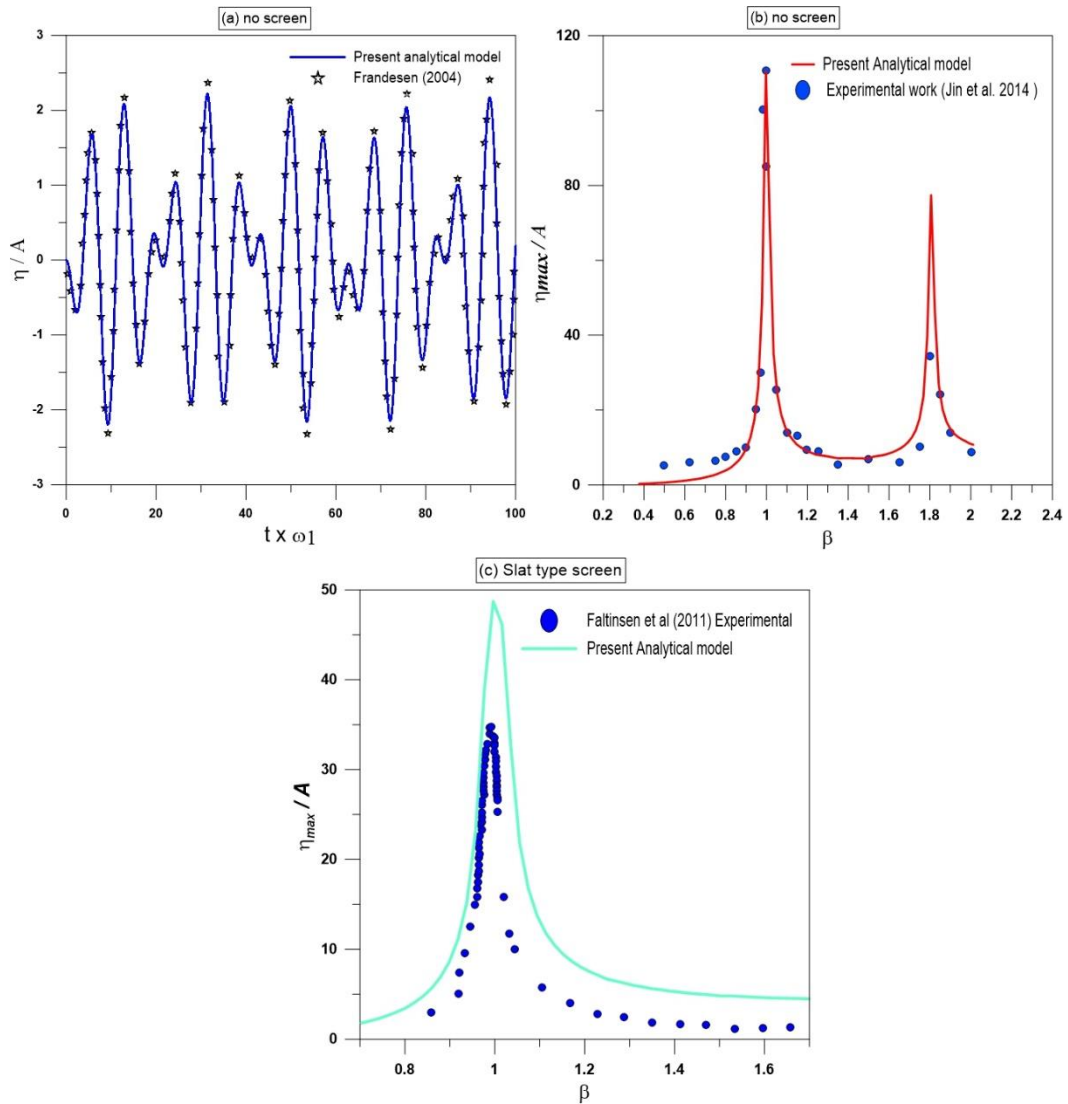 (a) no screen
3
2
1
0
-1
-2
-3
η / A
Present analytical model
Frandesen (2004)
0 20 40 60 80 100
t x ω1
(b) no screen
120
80
40
0
ηmax / A
Present Analytical model
Experimental work (Jin et al. 2014 )
0.2 0.4 0.6 0.8 1 1.2 1.4 1.6 1.8 2 2.2 2.4
β
(c) Slat type screen
50
40
30
20
10
0
ηmax / A
Faltinsen et al (2011) Experimental
Present Analytical model
0.8 1 1.2 1.4 1.6
β